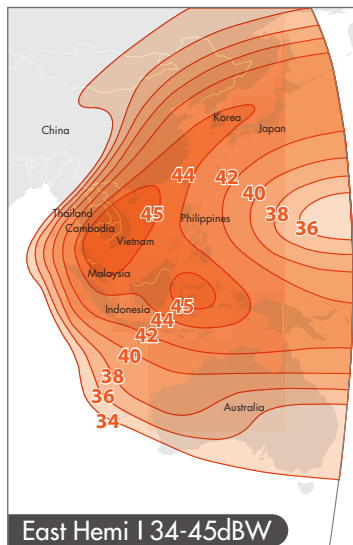 Korea
Japan
China
44
42
40
45
38
36
Thailand
Cambodia
Philippines
Vietnam
Malaysia
Indonesia
45
44
42
40
38
36
34
Australia
East Hemi I 34-45dBW